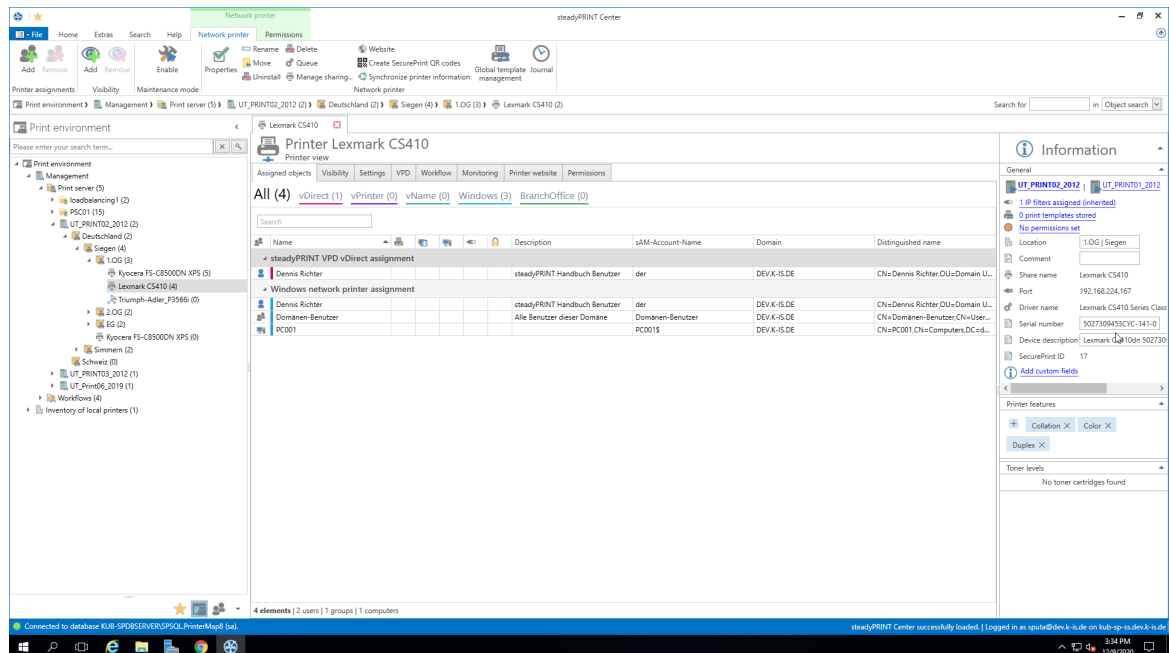 Network printer
steadyPRINT Center
File Home Extras Search Help Network printer Permissions
Add Remove Add Remove Enable Properties Rename Delete Website
Move Queue Create SecurePrint QR codes Global template management Journal
Uninstall Manage sharing... Synchronize printer information
Printer assignments Visibility Maintenance mode Network printer
Print environment Management Print server (5) UT_PRINT02_2012 (2) Deutschland (2) Siegen (4) 1.OG (3) Lexmark CS410 (2)
Search for in Object search
Print environment <
Please enter your search term...
Print environment
Management
Print server (5)
loadbalancing1 (2)
PSC01 (15)
UT_PRINT02_2012 (2)
Deutschland (2)
Siegen (4)
1.OG (3)
Kyocera FS-C8500DN XPS (5)
Lexmark CS410 (4)
Triumph-Adler_P3566i (0)
2.OG (2)
EG (2)
Kyocera FS-C8500DN XPS (0)
Simmern (2)
Schweiz (0)
UT_PRINT03_2012 (1)
UT_Print06_2019 (1)
Workflows (4)
Inventory of local printers (1)
Lexmark CS410
Printer Lexmark CS410
Printer view
Assigned objects Visibility Settings VPD Workflow Monitoring Printer website Permissions
All (4) vDirect (1) vPrinter (0) vName (0) Windows (3) BranchOffice (0)
Search
Name Description sAM-Account-Name Domain Distinguished name
steadyPRINT VPD vDirect assignment
Dennis Richter steadyPRINT Handbuch Benutzer der DEV.K-IS.DE CN=Dennis Richter,OU=Domain U...
Windows network printer assignment
Dennis Richter steadyPRINT Handbuch Benutzer der DEV.K-IS.DE CN=Dennis Richter,OU=Domain U...
Domänen-Benutzer Alle Benutzer dieser Domäne Domänen-Benutzer DEV.K-IS.DE CN=Domänen-Benutzer,CN=User...
PC001 PC001$ DEV.K-IS.DE CN=PC001,CN=Computers,DC=d...
4 elements | 2 users | 1 groups | 1 computers
Information
General
UT_PRINT02_2012 | UT_PRINT01_2012
1 IP filters assigned (inherited)
0 print templates stored
No permissions set
Location 1.OG | Siegen
Comment
Share name Lexmark CS410
Port 192.168.224.167
Driver name Lexmark CS410 Series Class
Serial number 5027309453CYC-141-0
Device description Lexmark CS410dn 502730
SecurePrint ID 17
Add custom fields
Printer features
+ Collation X Color X
Duplex X
Toner levels
No toner cartridges found
Connected to database KUB-SPDBSERVER\SPSQL.PrinterMap8 (sa).
steadyPRINT Center successfully loaded. | Logged in as sputa@dev.k-is.de on kub-sp-ss.dev.k-is.de
3:34 PM
12/9/2020